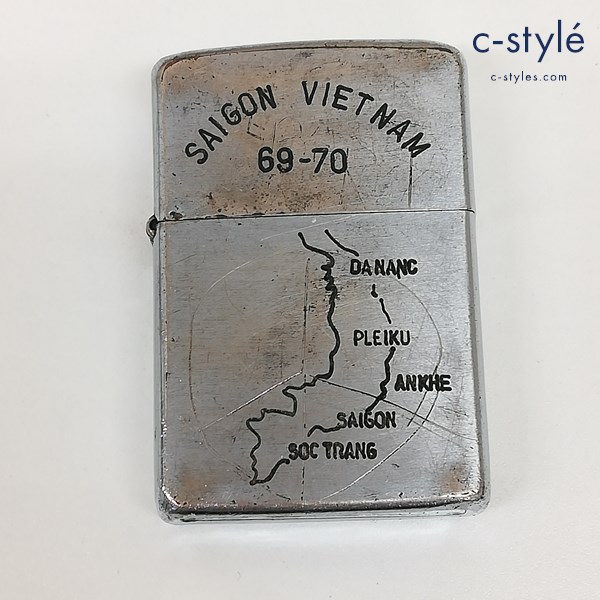 c-stylé
c-styles.com
SAIGON VIETNAM
69-70
DANANC
PLEIKU
ANKHE
SAIGON
SOC TRANG